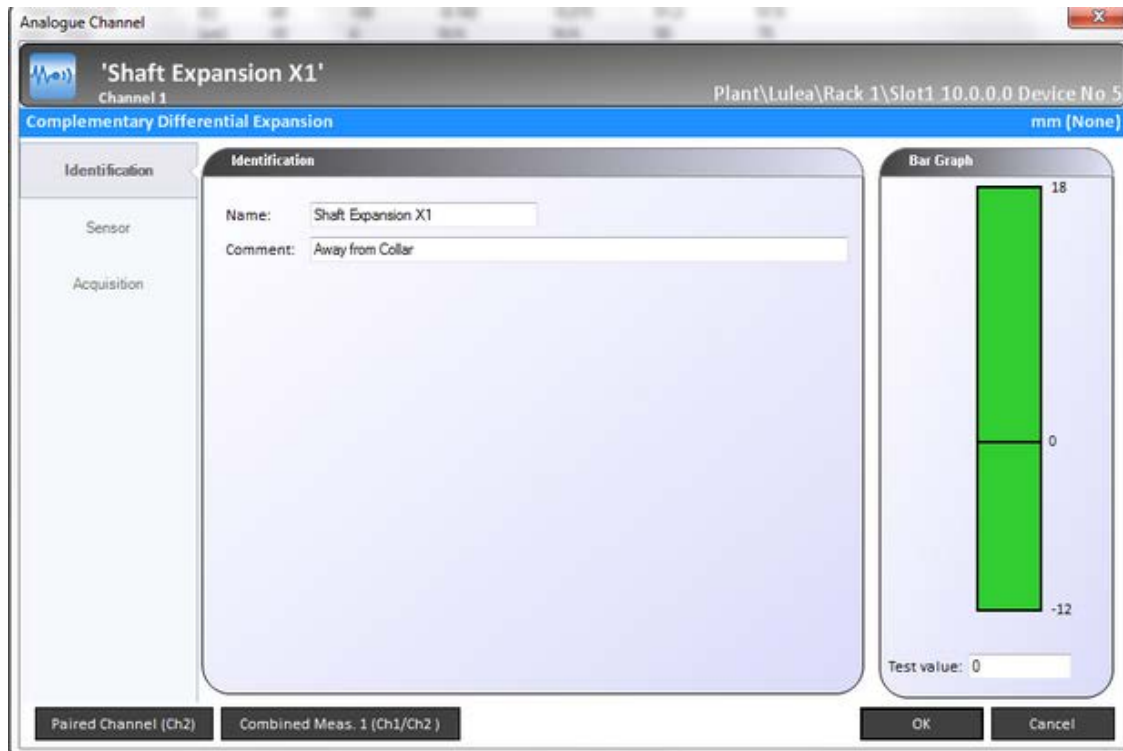 Analogue Channel
'Shaft Expansion X1'
Channel 1
Plant\Lulea\Rack 1\Slot1 10.0.0.0 Device No 5
Complementary Differential Expansion
mm (None)
Identification
Sensor
Acquisition
Identification
Name: Shaft Expansion X1
Comment: Away from Collar
Bar Graph
18
0
-12
Test value: 0
Paired Channel (Ch2)
Combined Meas. 1 (Ch1/Ch2 )
OK
Cancel